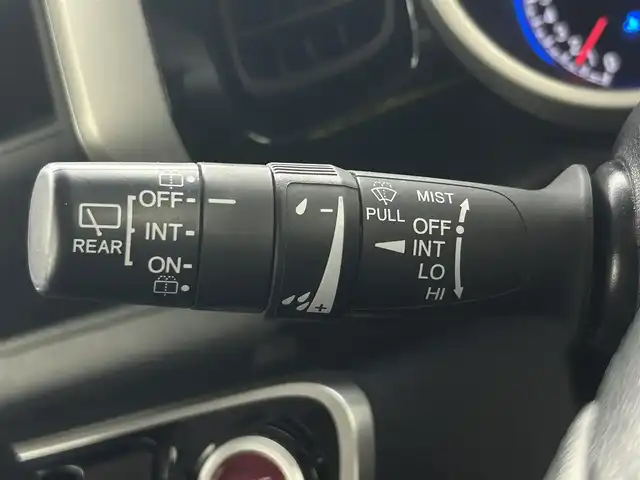 OFF
INT
REAR
ON
-
+
PULL
MIST
OFF
INT
LO
HI